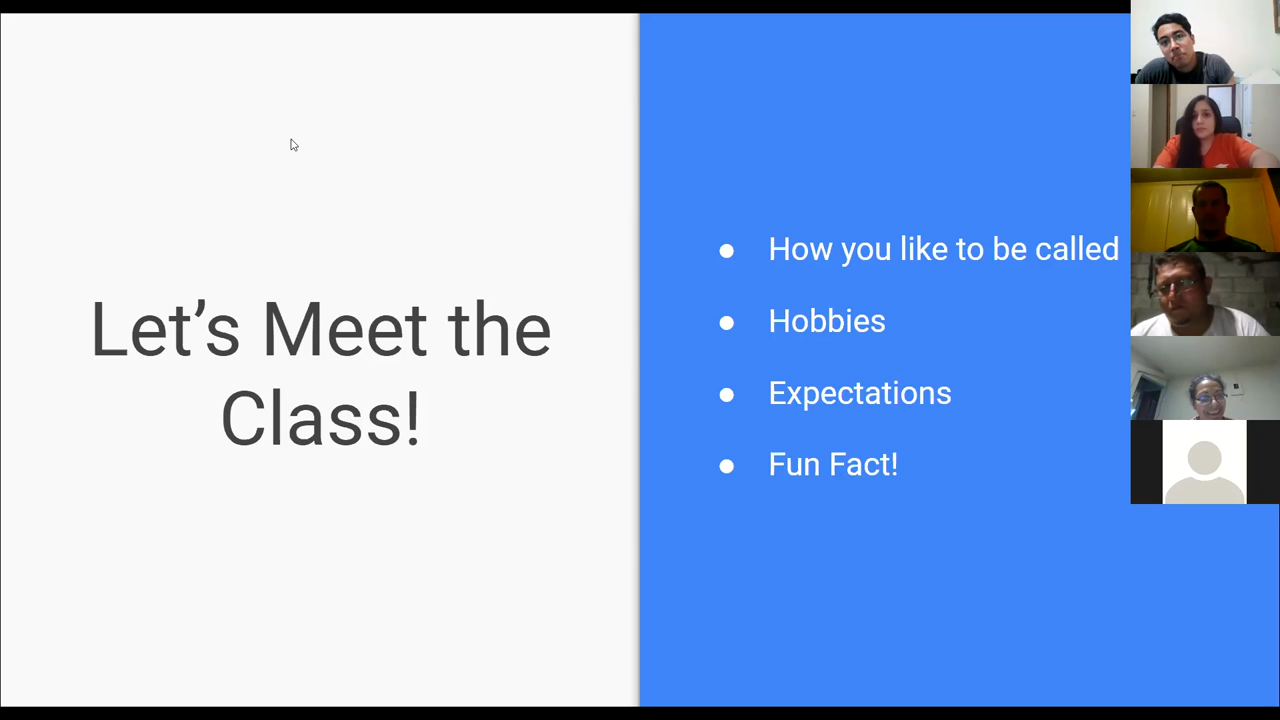 Let’s Meet the
Class!
● How you like to be called
● Hobbies
● Expectations
● Fun Fact!